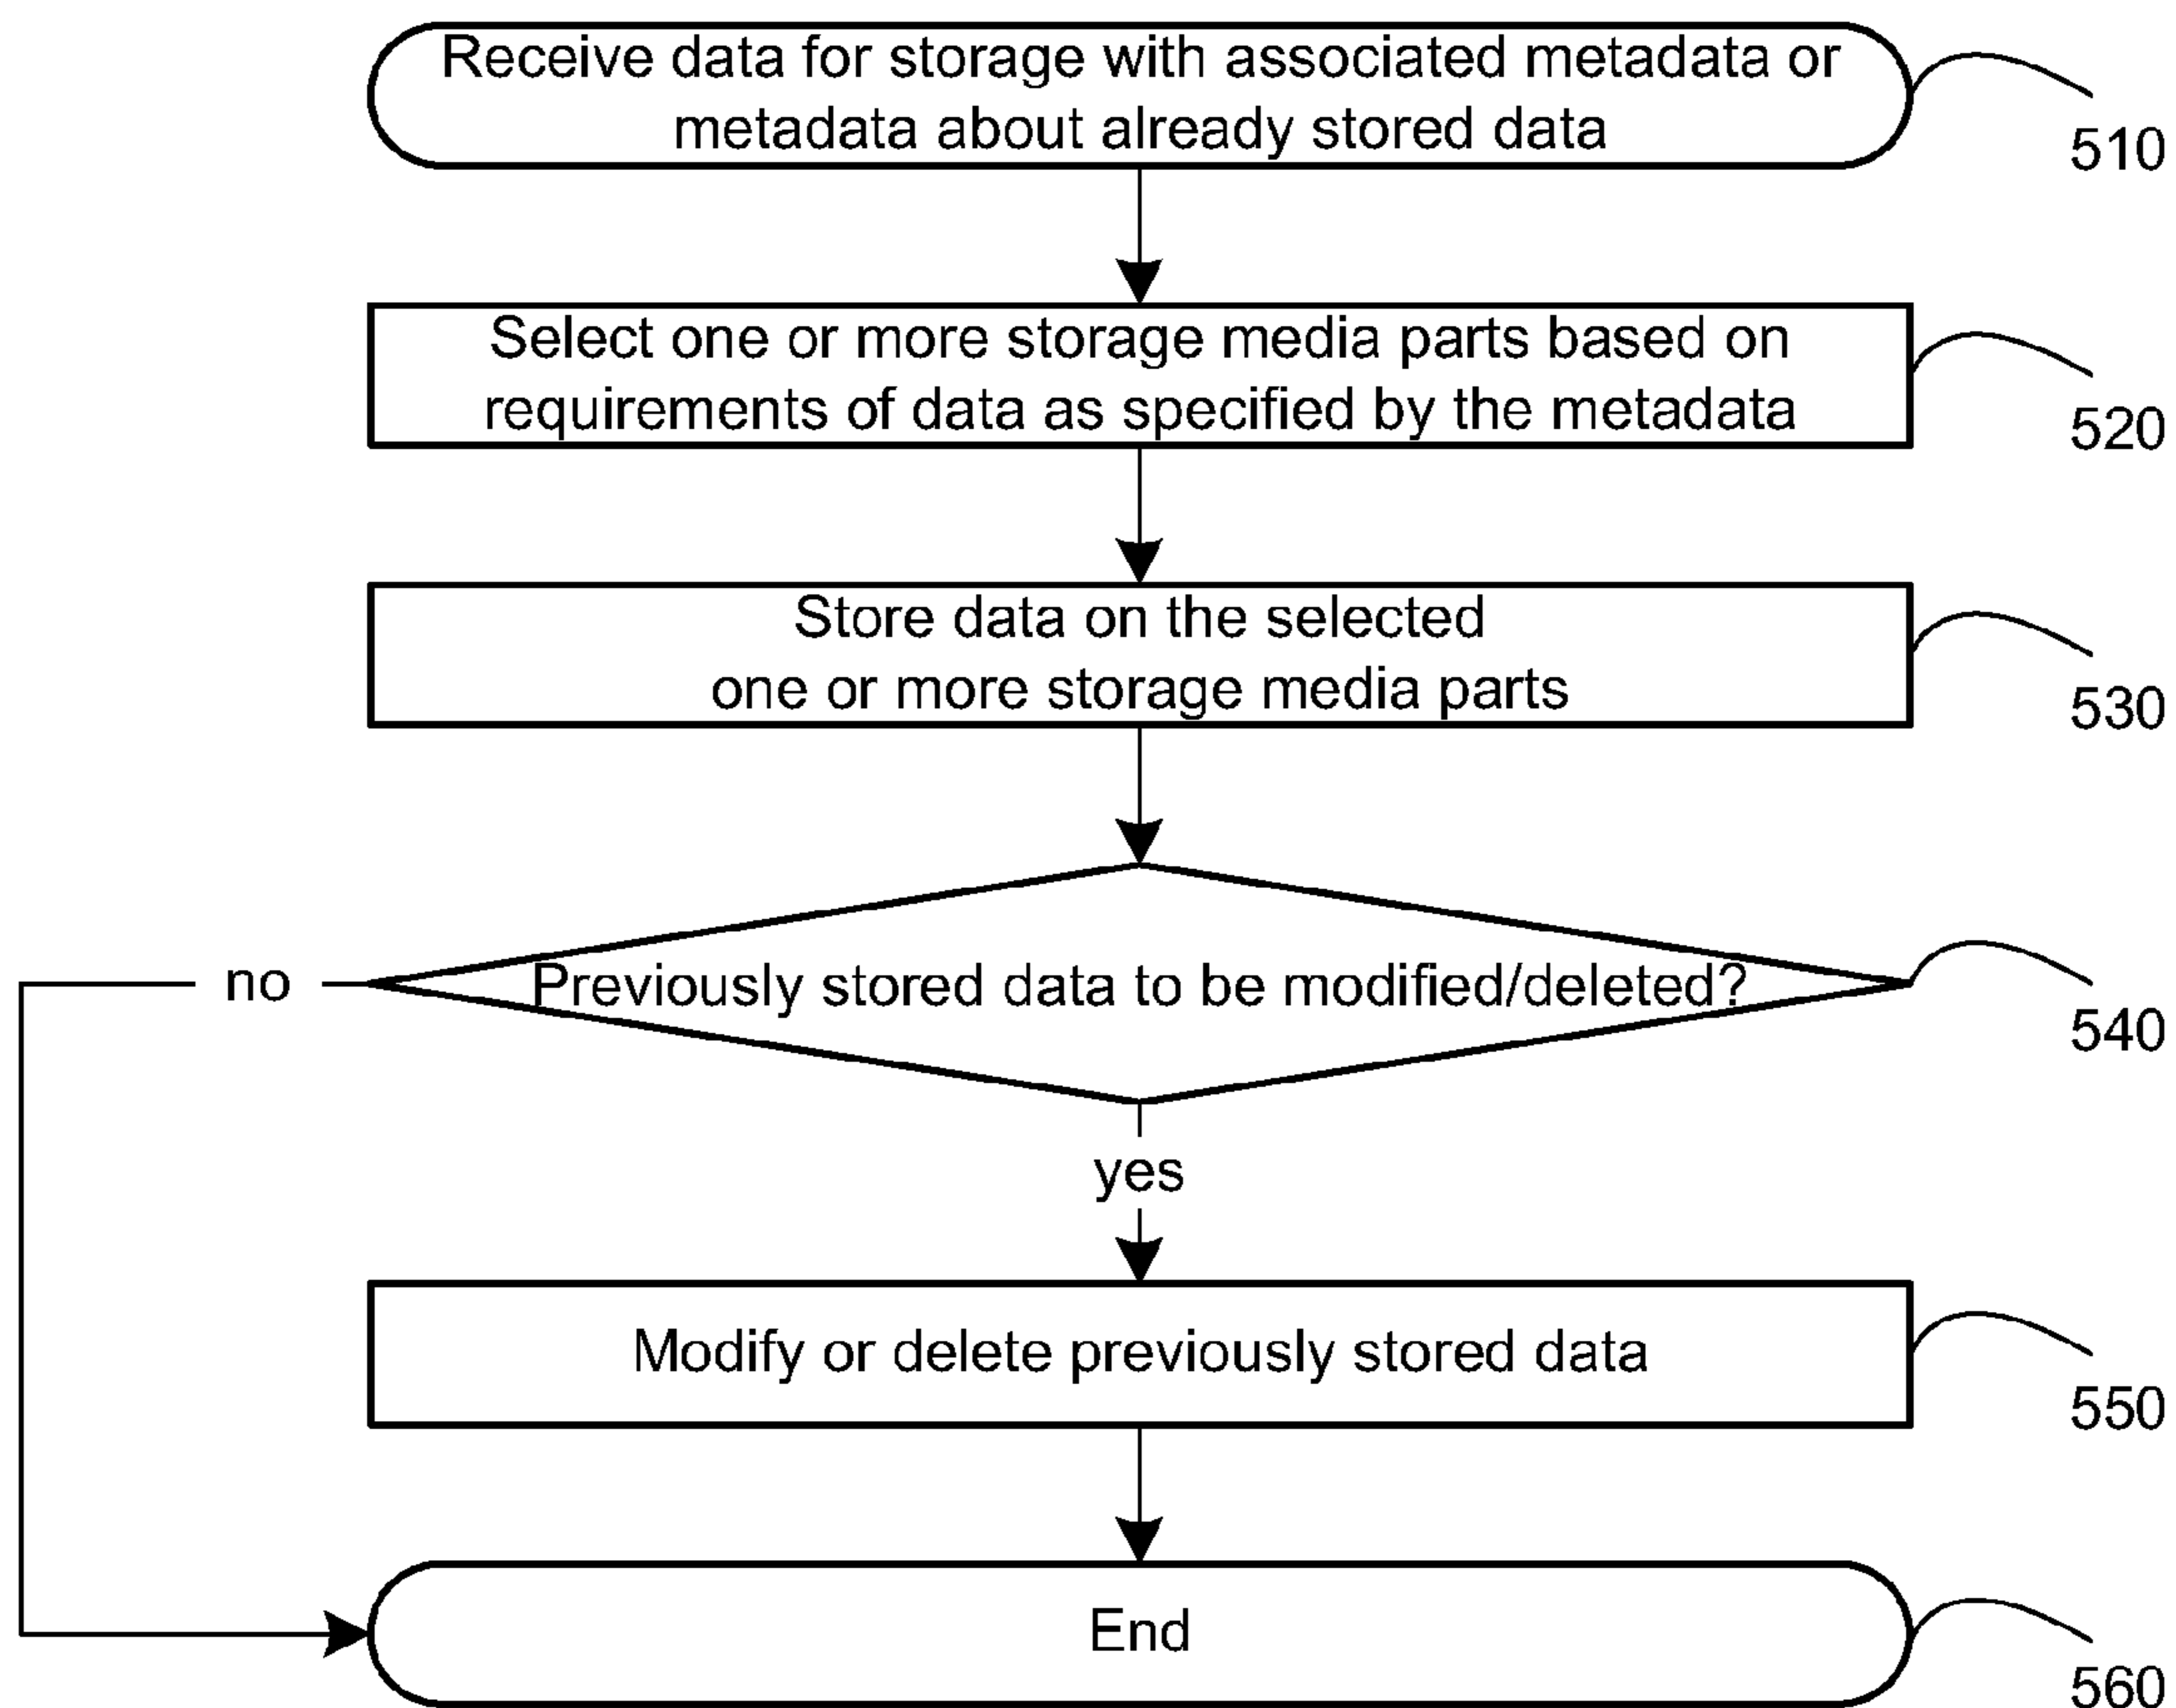 Receive data for storage with associated metadata or
metadata about already stored data
510
Select one or more storage media parts based on
requirements of data as specified by the metadata
520
Store data on the selected
one or more storage media parts
530
Previously stored data to be modified/deleted?
no
540
yes
Modify or delete previously stored data
550
End
560